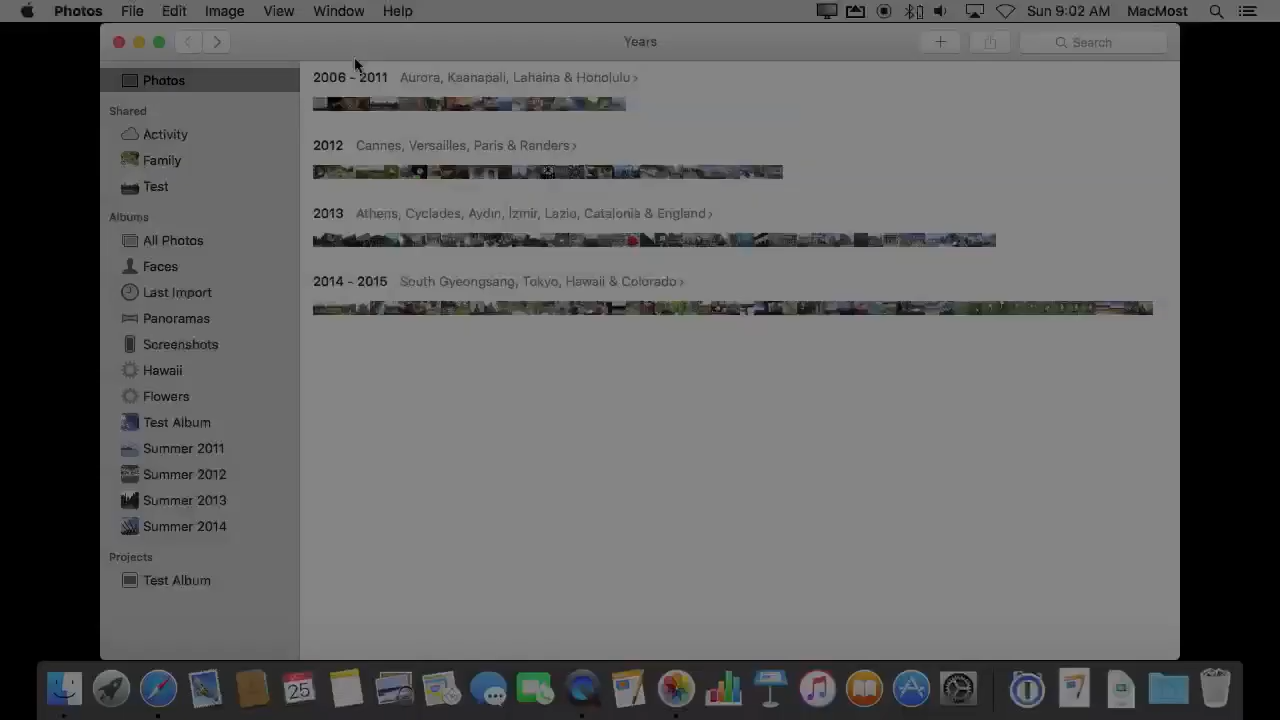 Photos File Edit Image View Window Help Sun 9:02 AM MacMost
Years
Search
Photos
Shared
Activity
Family
Test
Albums
All Photos
Faces
Last Import
Panoramas
Screenshots
Hawaii
Flowers
Test Album
Summer 2011
Summer 2012
Summer 2013
Summer 2014
Projects
Test Album
2006 - 2011 Aurora, Kaanapali, Lahaina & Honolulu ›
2012 Cannes, Versailles, Paris & Randers ›
2013 Athens, Cyclades, Aydın, İzmir, Lazio, Catalonia & England ›
2014 - 2015 South Gyeongsang, Tokyo, Hawaii & Colorado ›
25